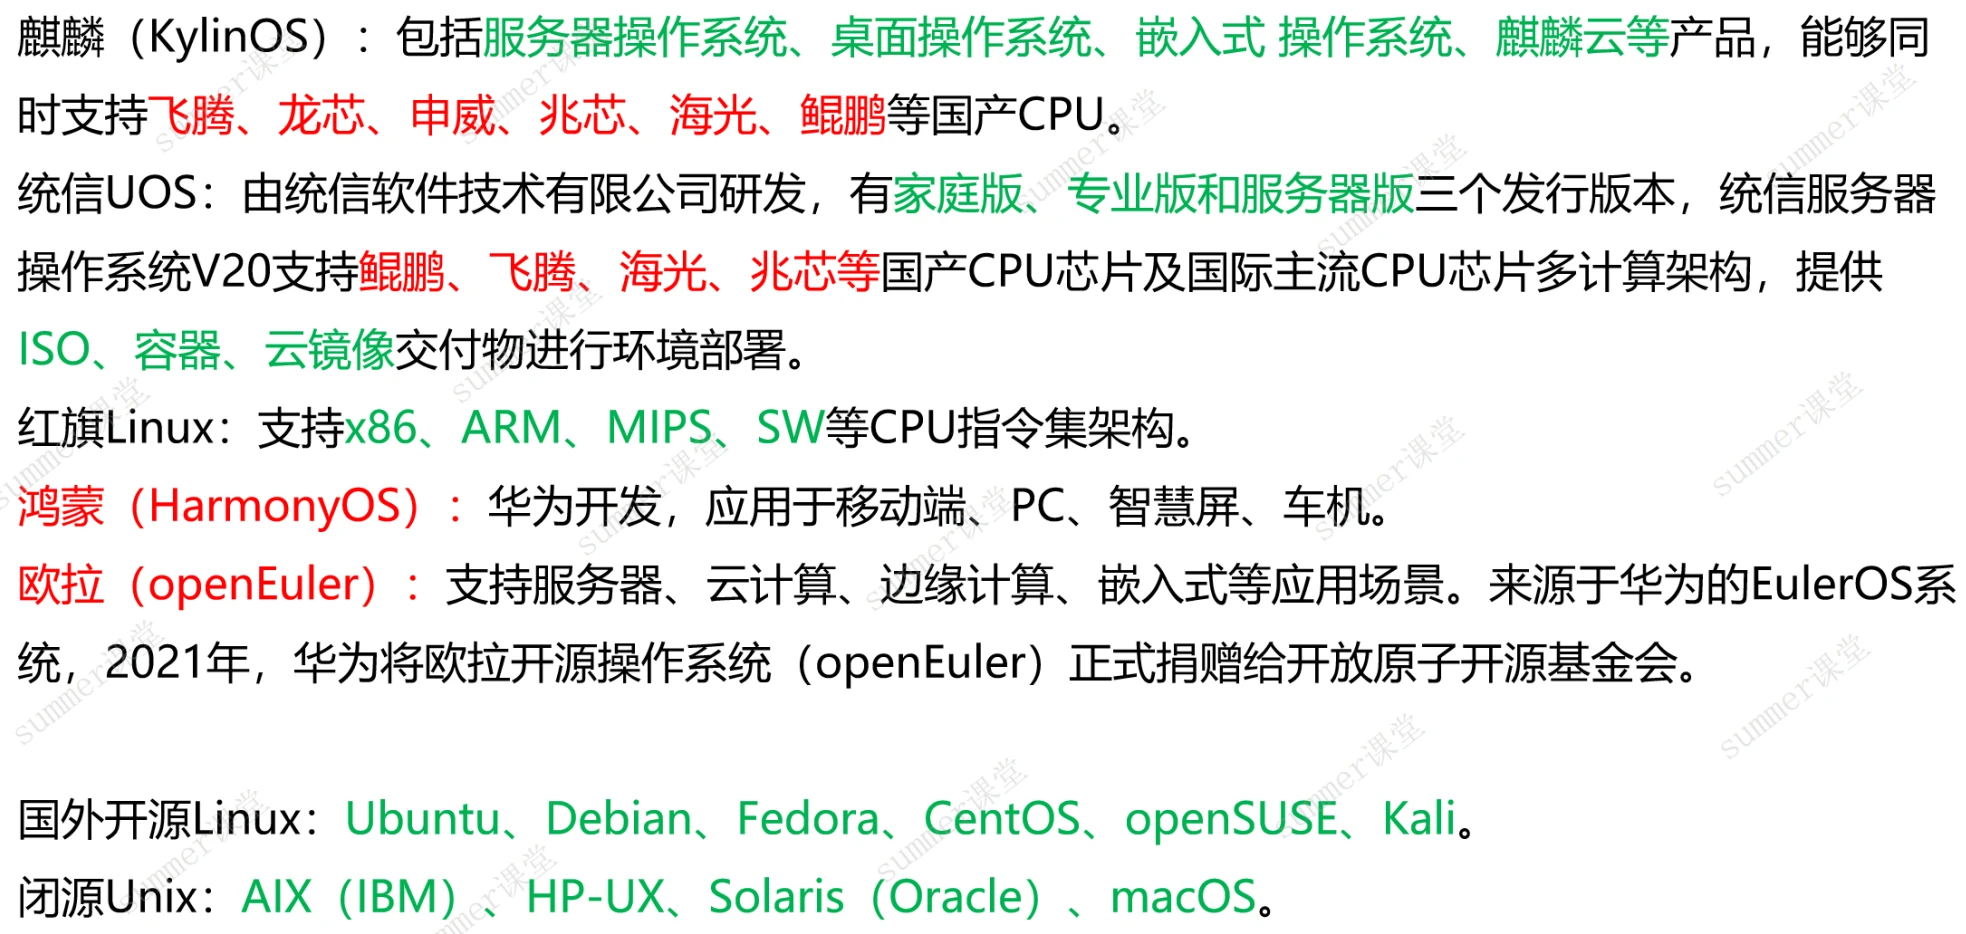 麒麟（KylinOS）：包括服务器操作系统、桌面操作系统、嵌入式 操作系统、麒麟云等产品，能够同
时支持飞腾、龙芯、申威、兆芯、海光、鲲鹏等国产CPU。
统信UOS：由统信软件技术有限公司研发，有家庭版、专业版和服务器版三个发行版本，统信服务器
操作系统V20支持鲲鹏、飞腾、海光、兆芯等国产CPU芯片及国际主流CPU芯片多计算架构，提供
ISO、容器、云镜像交付物进行环境部署。
红旗Linux：支持x86、ARM、MIPS、SW等CPU指令集架构。
鸿蒙（HarmonyOS）：华为开发，应用于移动端、PC、智慧屏、车机。
欧拉（openEuler）：支持服务器、云计算、边缘计算、嵌入式等应用场景。来源于华为的EulerOS系
统，2021年，华为将欧拉开源操作系统（openEuler）正式捐赠给开放原子开源基金会。
国外开源Linux：Ubuntu、Debian、Fedora、CentOS、openSUSE、Kali。
闭源Unix：AIX（IBM）、HP-UX、Solaris（Oracle）、macOS。
summer课堂